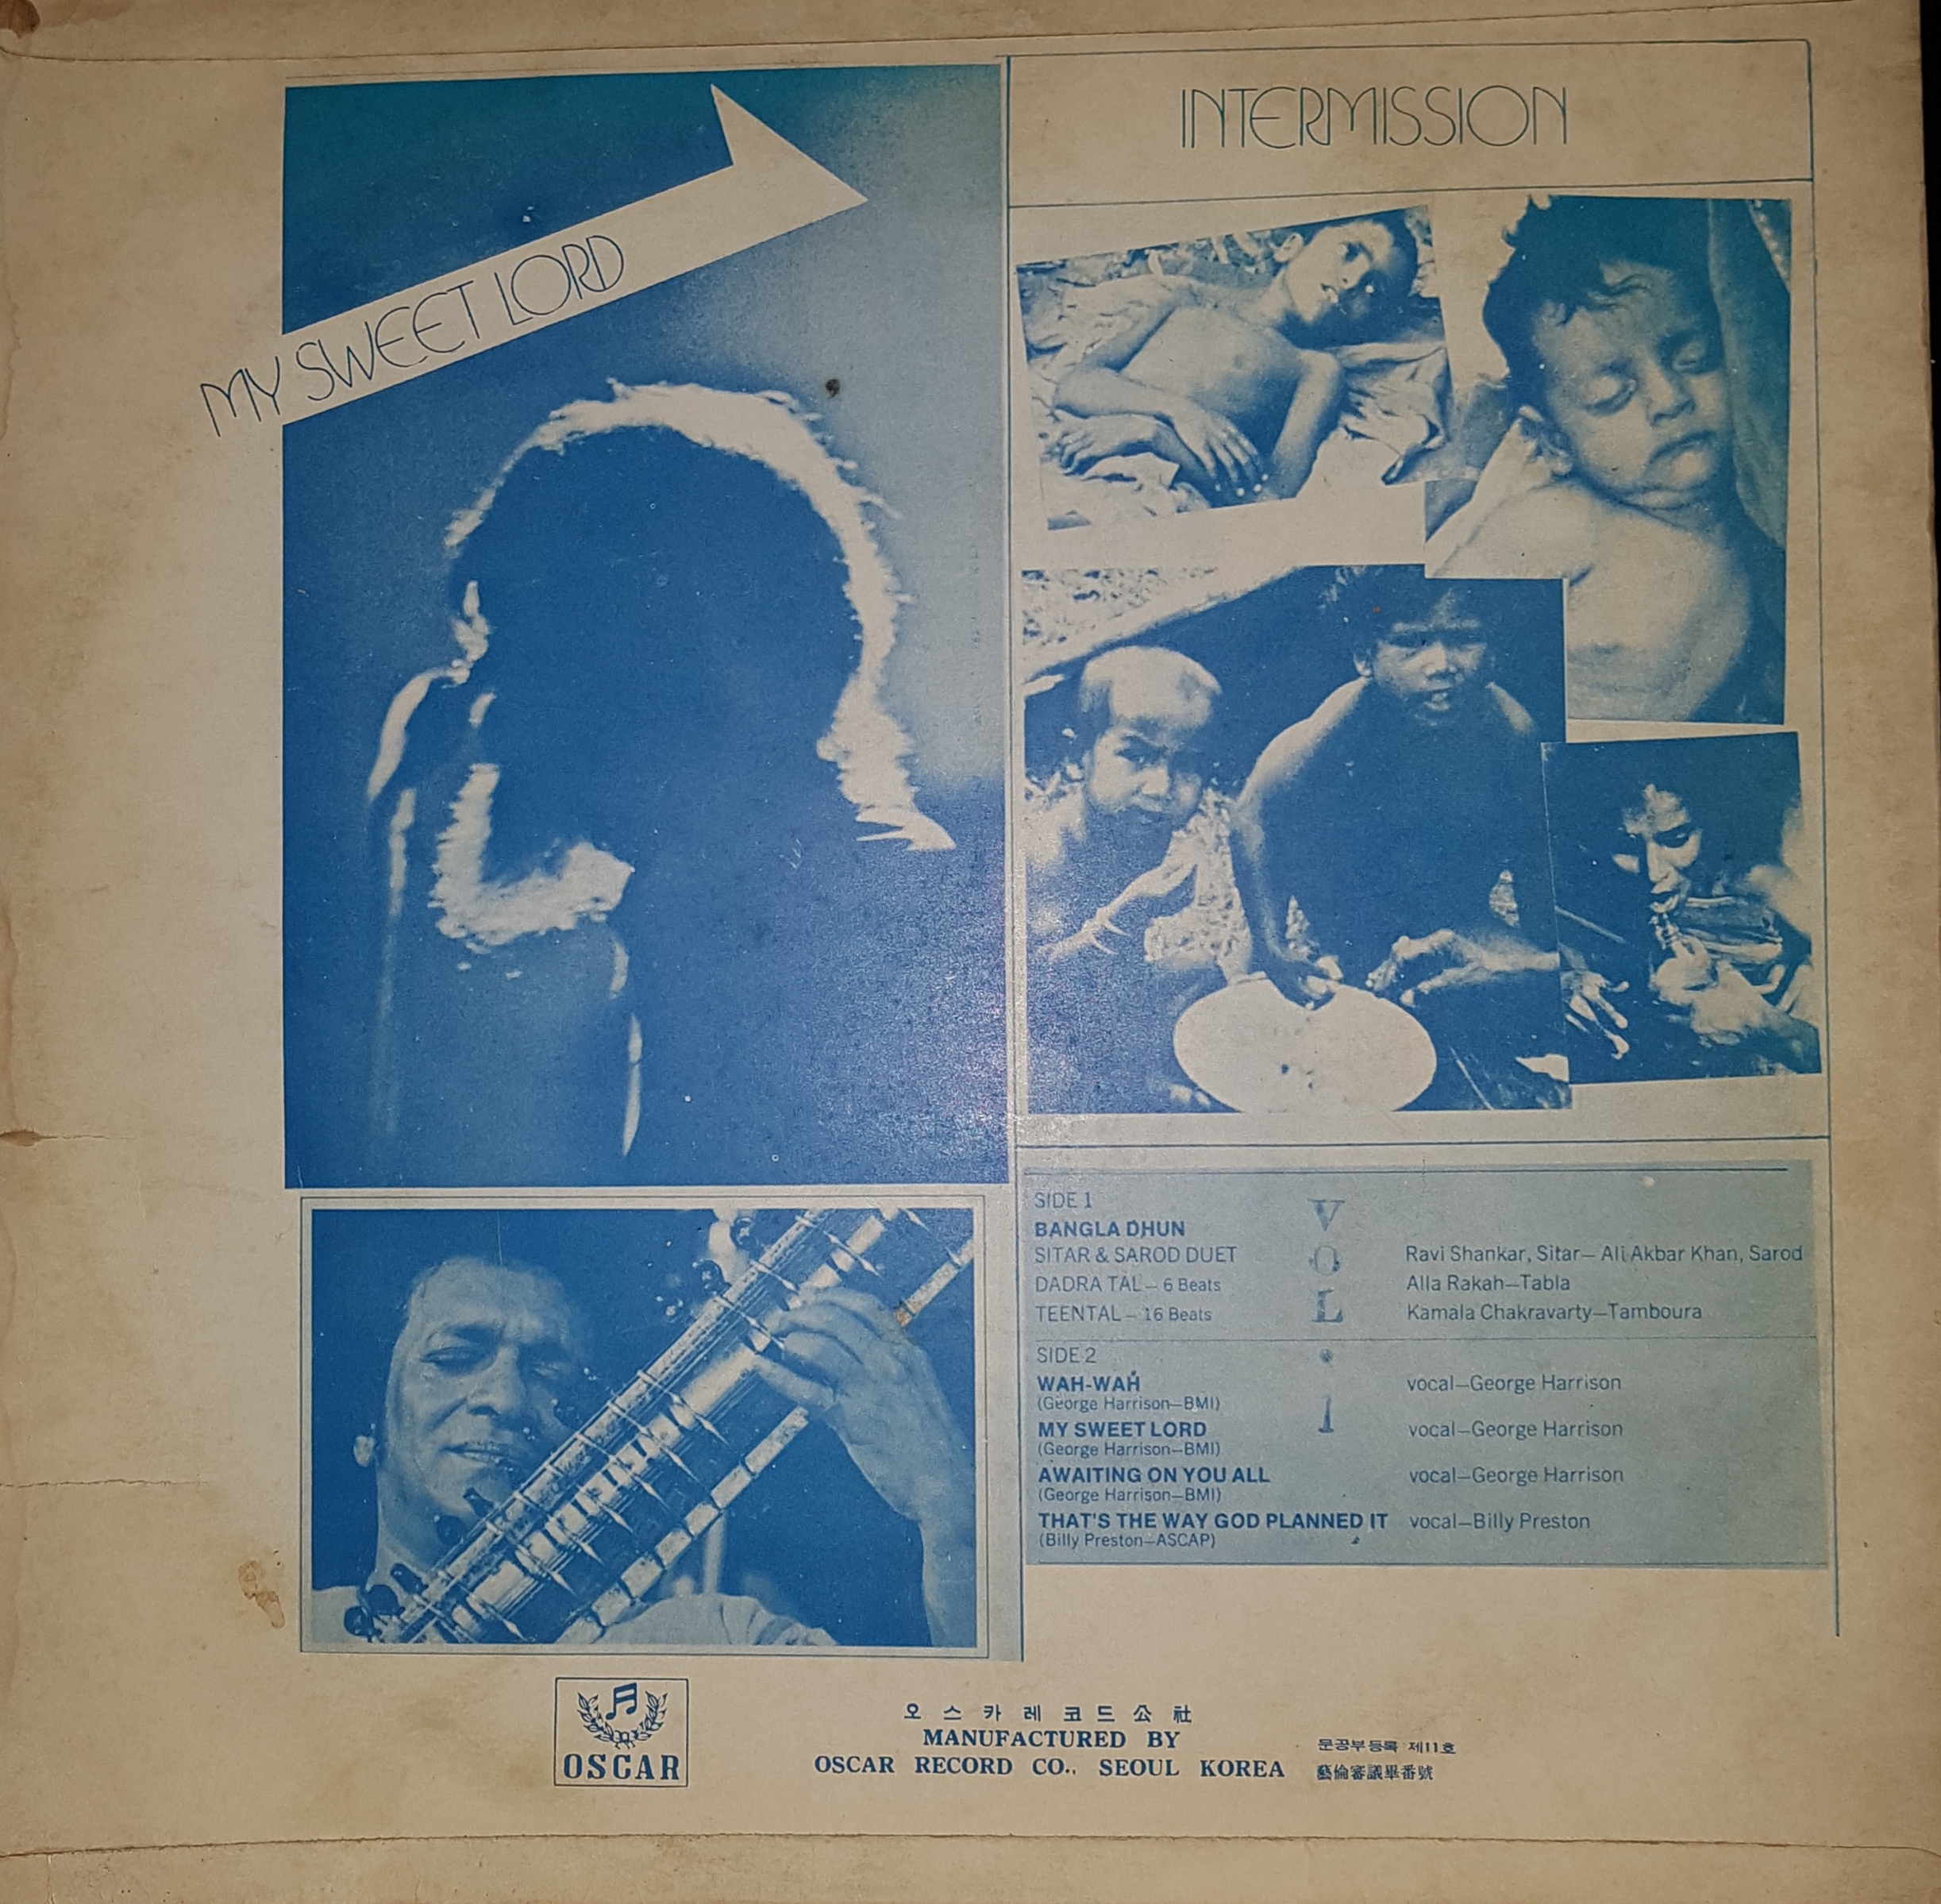 MY SWEET LORD
INTERMISSION
SIDE 1
BANGLA DHUN
SITAR & SAROD DUET
Ravi Shankar, Sitar— Ali Akbar Khan, Sarod
DADRA TAL — 6 Beats
Alla Rakah—Tabla
TEENTAL — 16 Beats
Kamala Chakravarty—Tamboura
VOL. 1
SIDE 2
WAH-WAH
vocal—George Harrison
(George Harrison—BMI)
MY SWEET LORD
vocal—George Harrison
(George Harrison—BMI)
AWAITING ON YOU ALL
vocal—George Harrison
(George Harrison—BMI)
THAT'S THE WAY GOD PLANNED IT
vocal—Billy Preston
(Billy Preston—ASCAP)
OSCAR
오스카레코드公社
MANUFACTURED BY
OSCAR RECORD CO., SEOUL KOREA
문공부등록 제11호
藝倫審議畢番號